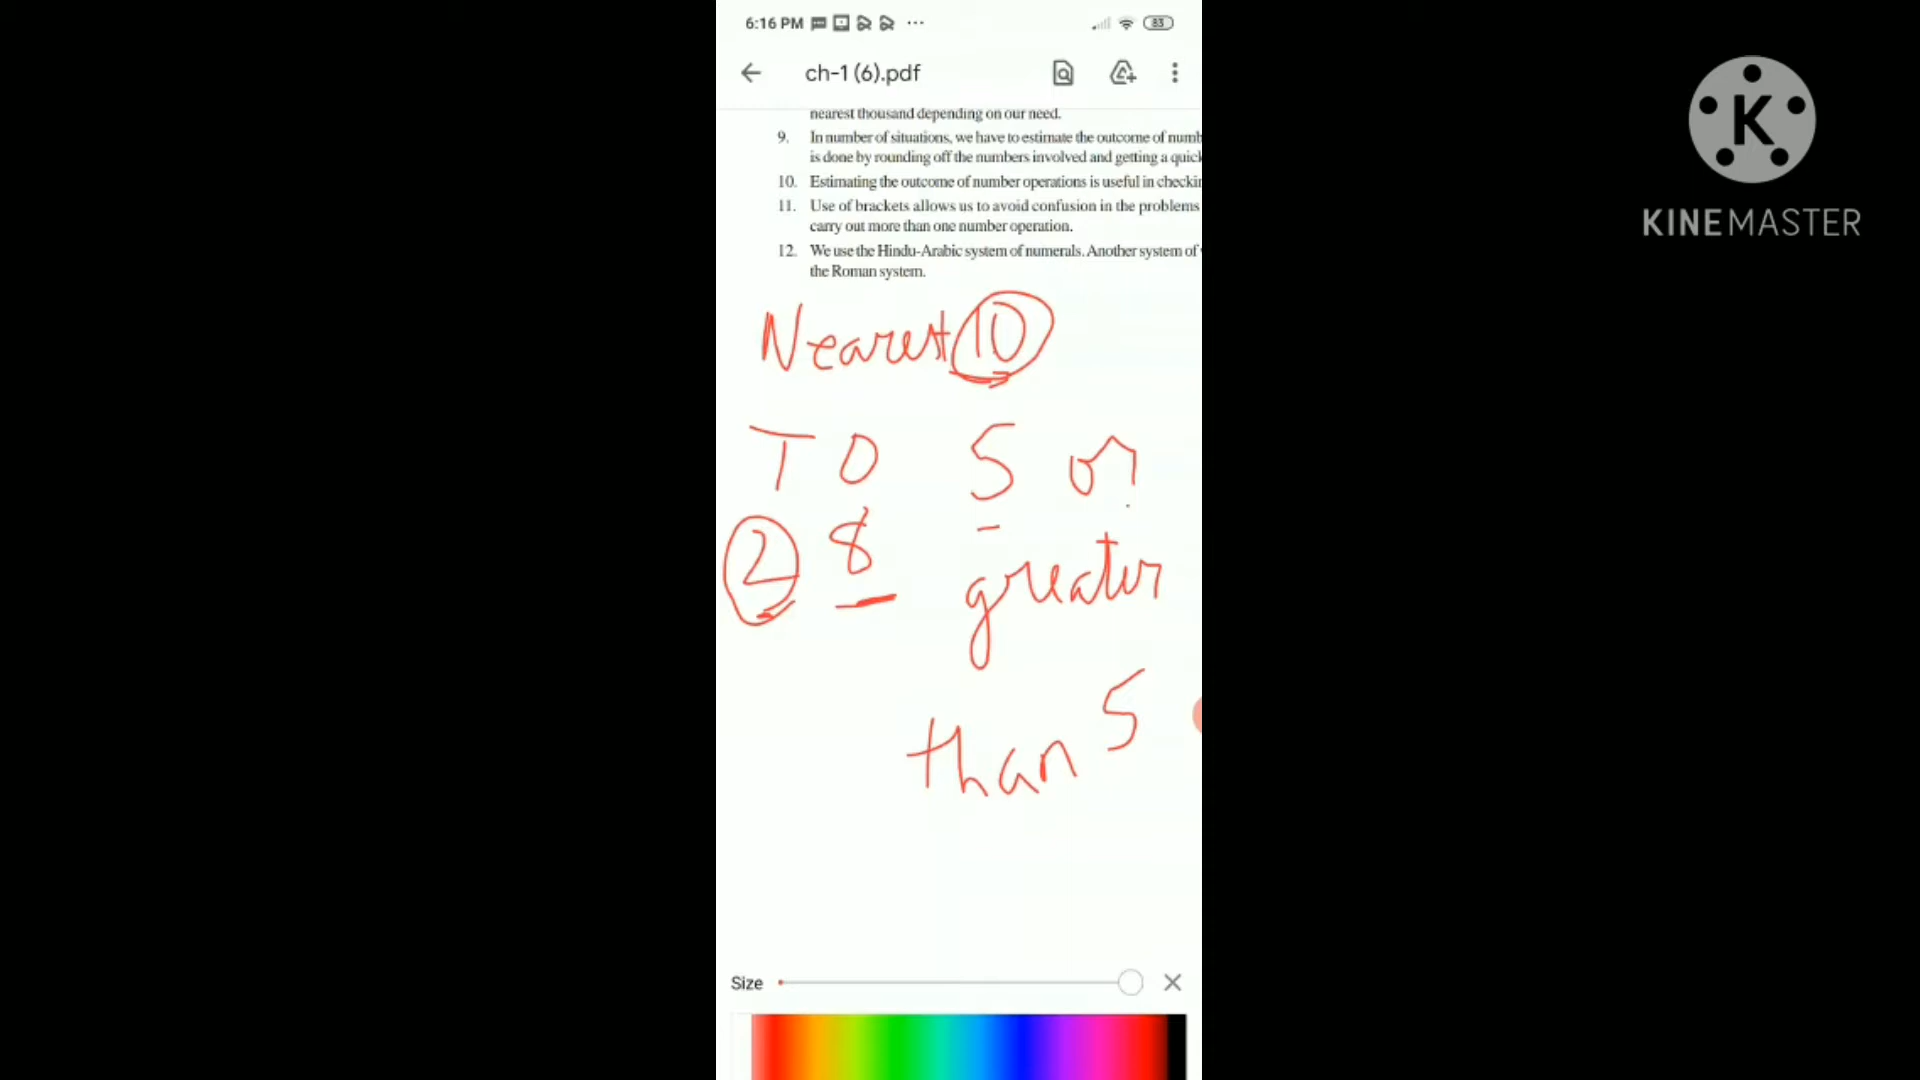 6:16 PM
83
ch-1 (6).pdf
nearest thousand depending on our need.
9. In number of situations, we have to estimate the outcome of numb
is done by rounding off the numbers involved and getting a quick
10. Estimating the outcome of number operations is useful in checkin
11. Use of brackets allows us to avoid confusion in the problems
carry out more than one number operation.
12. We use the Hindu-Arabic system of numerals. Another system of
the Roman system.
Nearest 10
T O 5 or
2 8 greater
than 5
Size
K
KINEMASTER